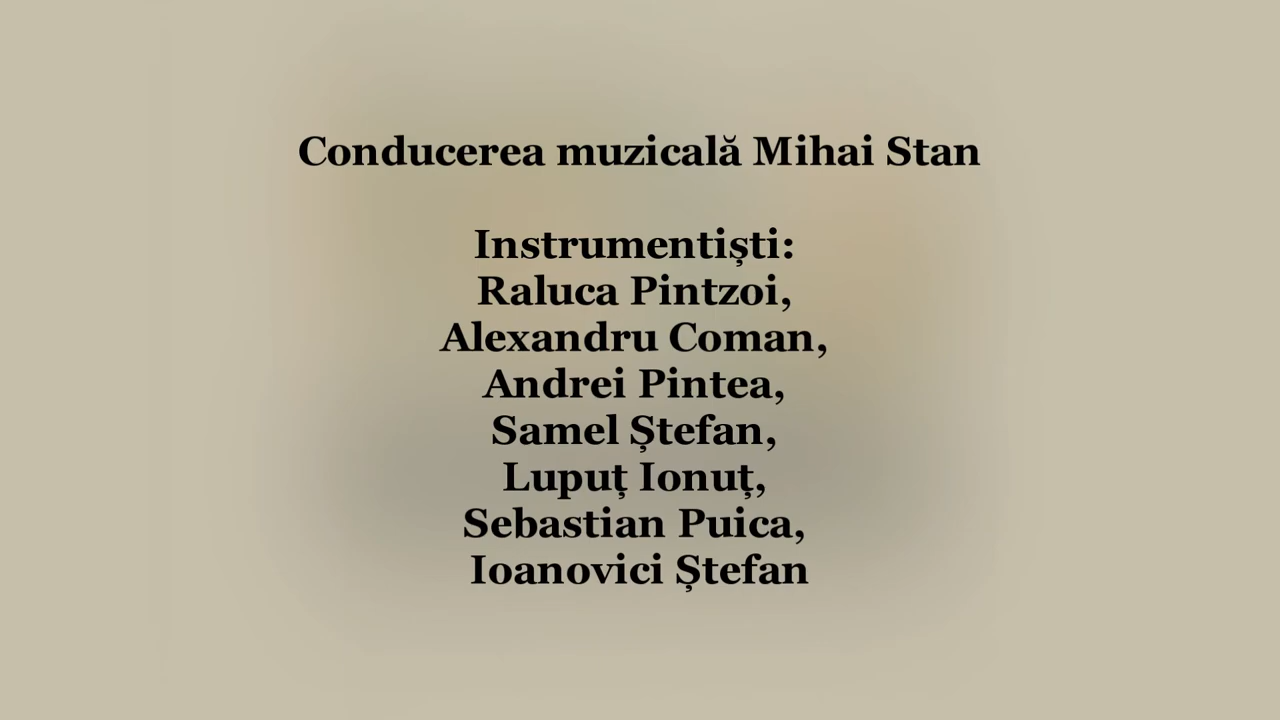 Conducerea muzicală Mihai Stan
Instrumentiști:
Raluca Pintzoi,
Alexandru Coman,
Andrei Pintea,
Samel Ștefan,
Lupuț Ionuț,
Sebastian Puica,
Ioanovici Ștefan